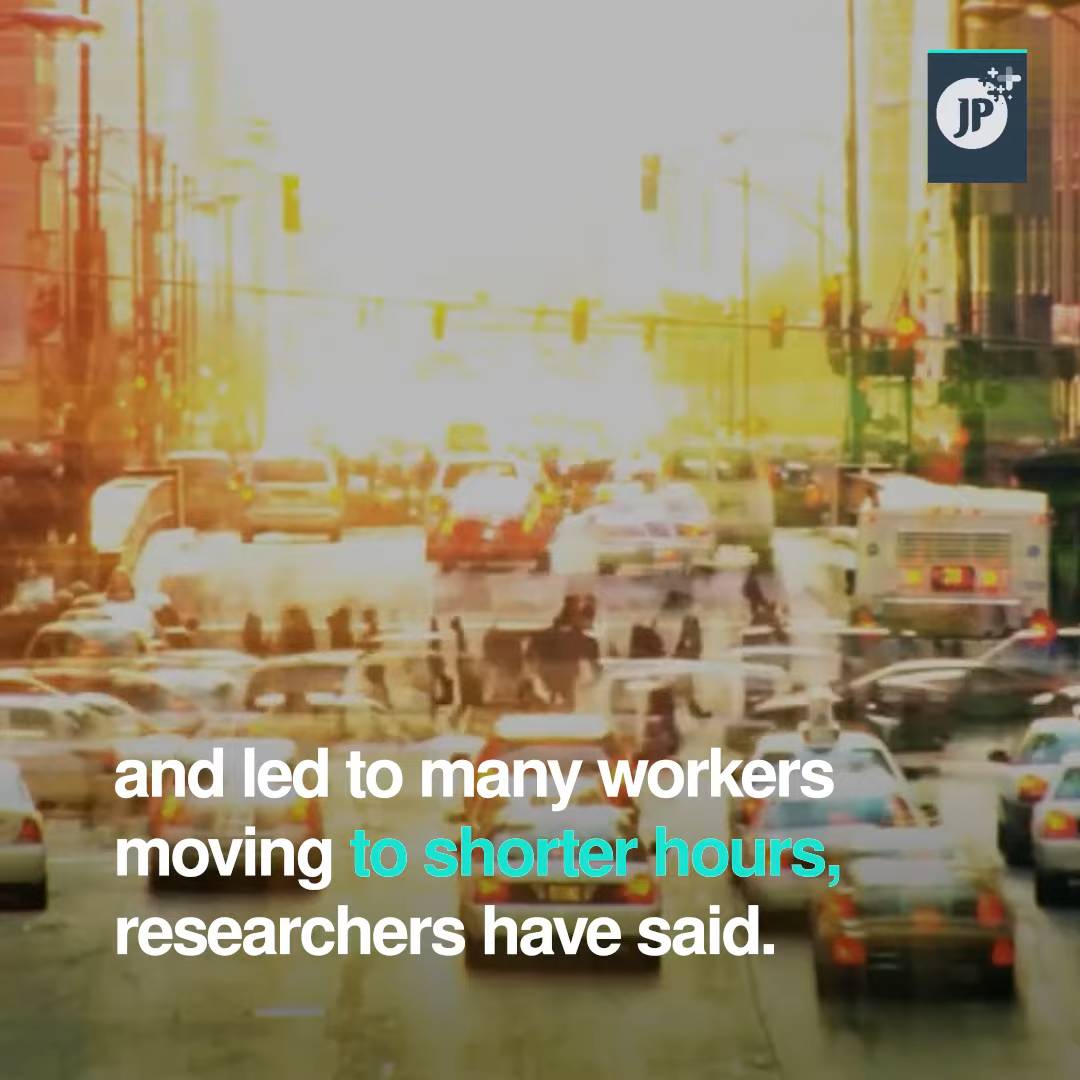 JP
and led to many workers
moving to shorter hours,
researchers have said.